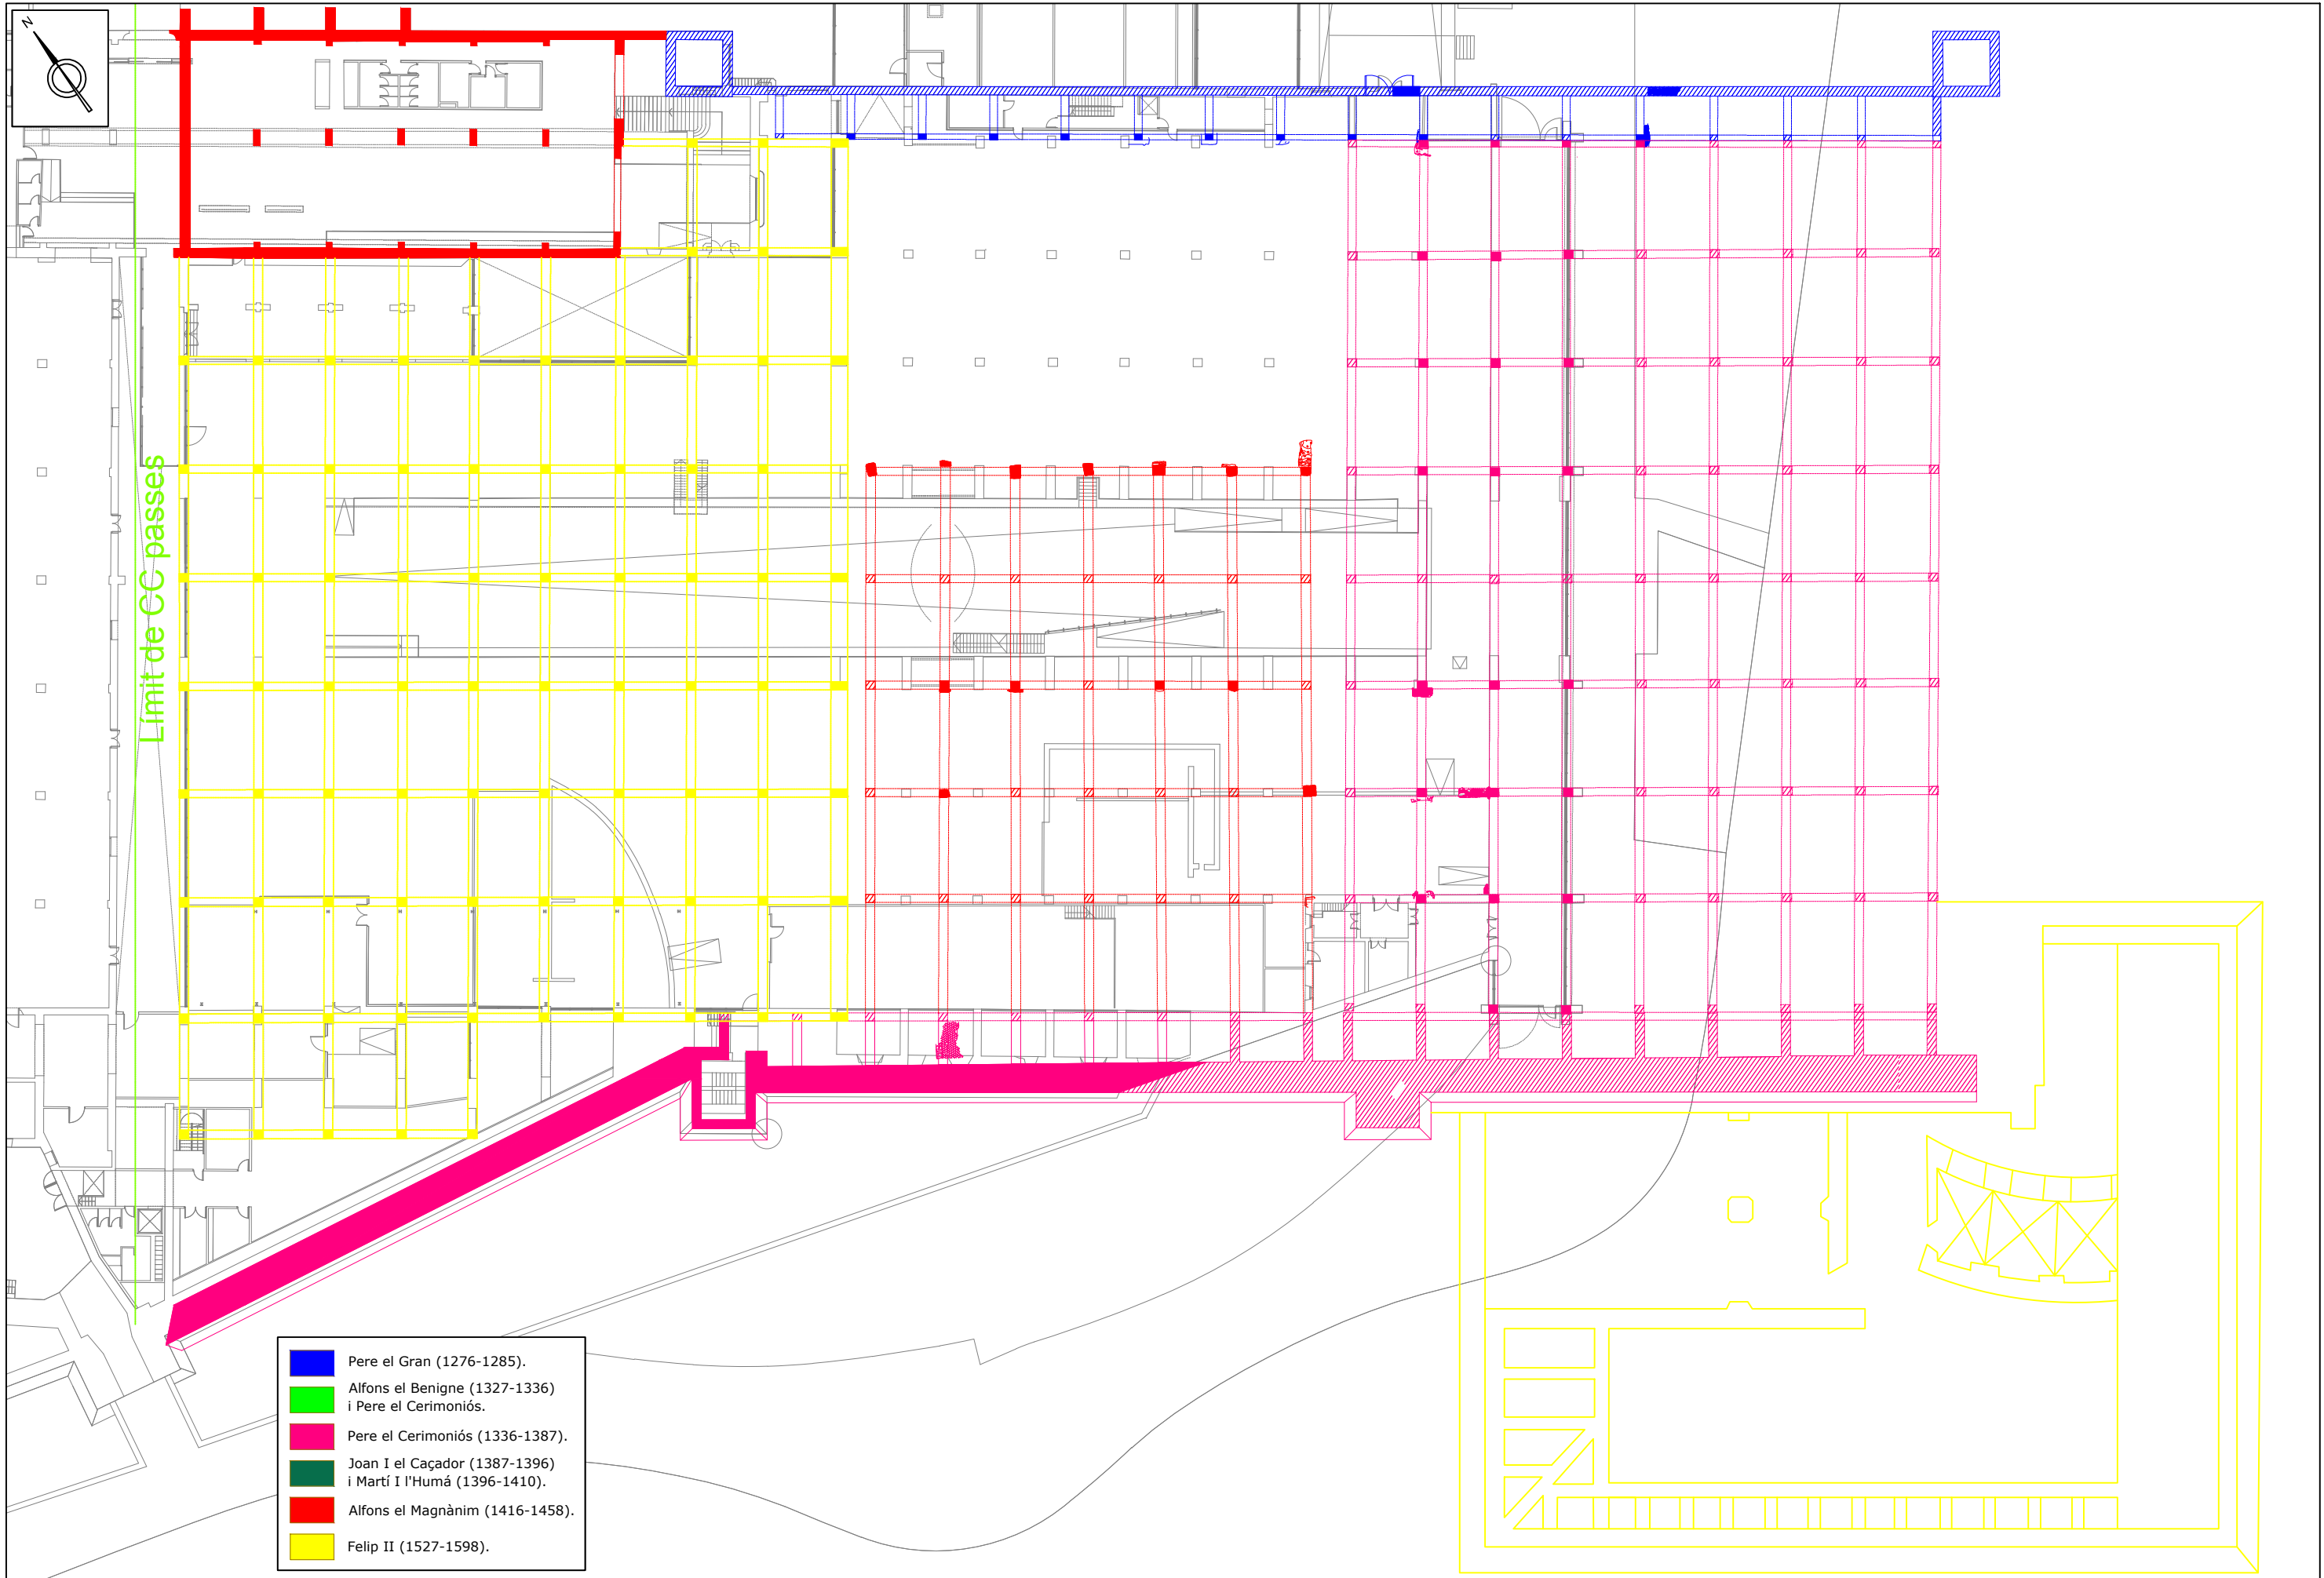 N
Límit de CC passes
Pere el Gran (1276-1285).
Alfons el Benigne (1327-1336)
i Pere el Cerimoniós.
Pere el Cerimoniós (1336-1387).
Joan I el Caçador (1387-1396)
i Martí I l'Humá (1396-1410).
Alfons el Magnànim (1416-1458).
Felip II (1527-1598).